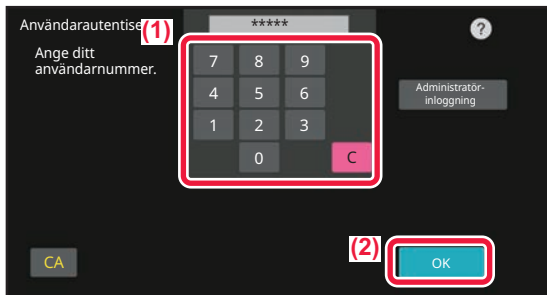 Användarautentise
(1)
*****
?
Ange ditt
användarnummer.
7 8 9
4 5 6
1 2 3
0 C
Administratör-
inloggning
(2)
CA
OK